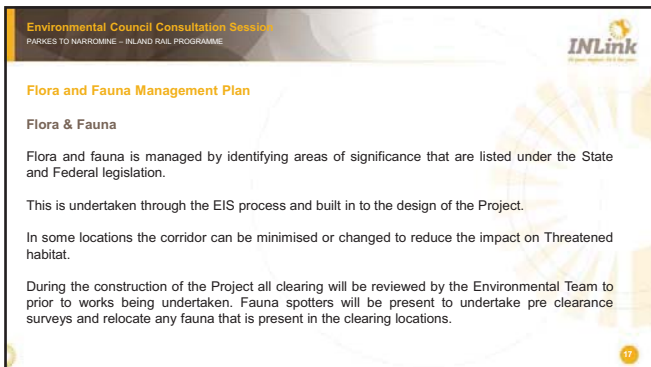 Environmental Council Consultation Session
PARKES TO NARROMINE – INLAND RAIL PROGRAMME
INLink
Flora and Fauna Management Plan
Flora & Fauna
Flora and fauna is managed by identifying areas of significance that are listed under the State
and Federal legislation.
This is undertaken through the EIS process and built in to the design of the Project.
In some locations the corridor can be minimised or changed to reduce the impact on Threatened
habitat.
During the construction of the Project all clearing will be reviewed by the Environmental Team to
prior to works being undertaken. Fauna spotters will be present to undertake pre clearance
surveys and relocate any fauna that is present in the clearing locations.
17